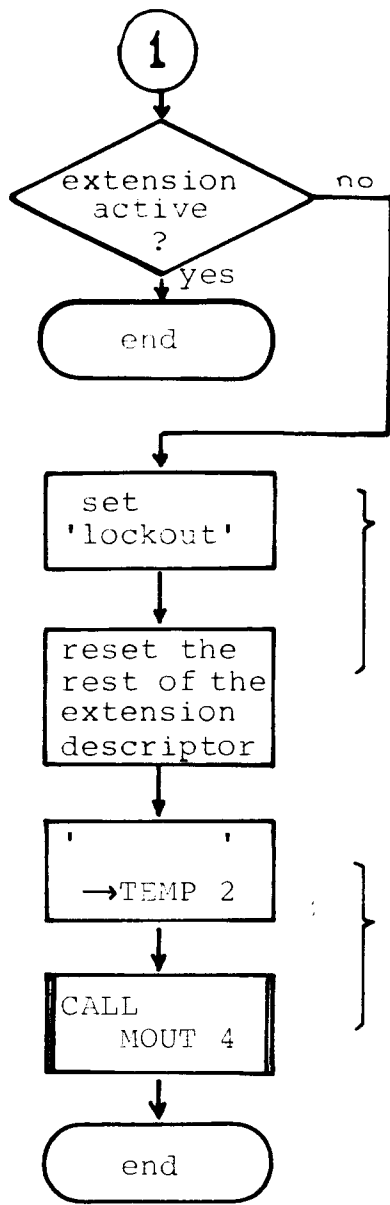 1
extension
active
?
no
yes
end
set
'lockout'
reset the
rest of the
extension
descriptor
' '
→TEMP 2
CALL
MOUT 4
end